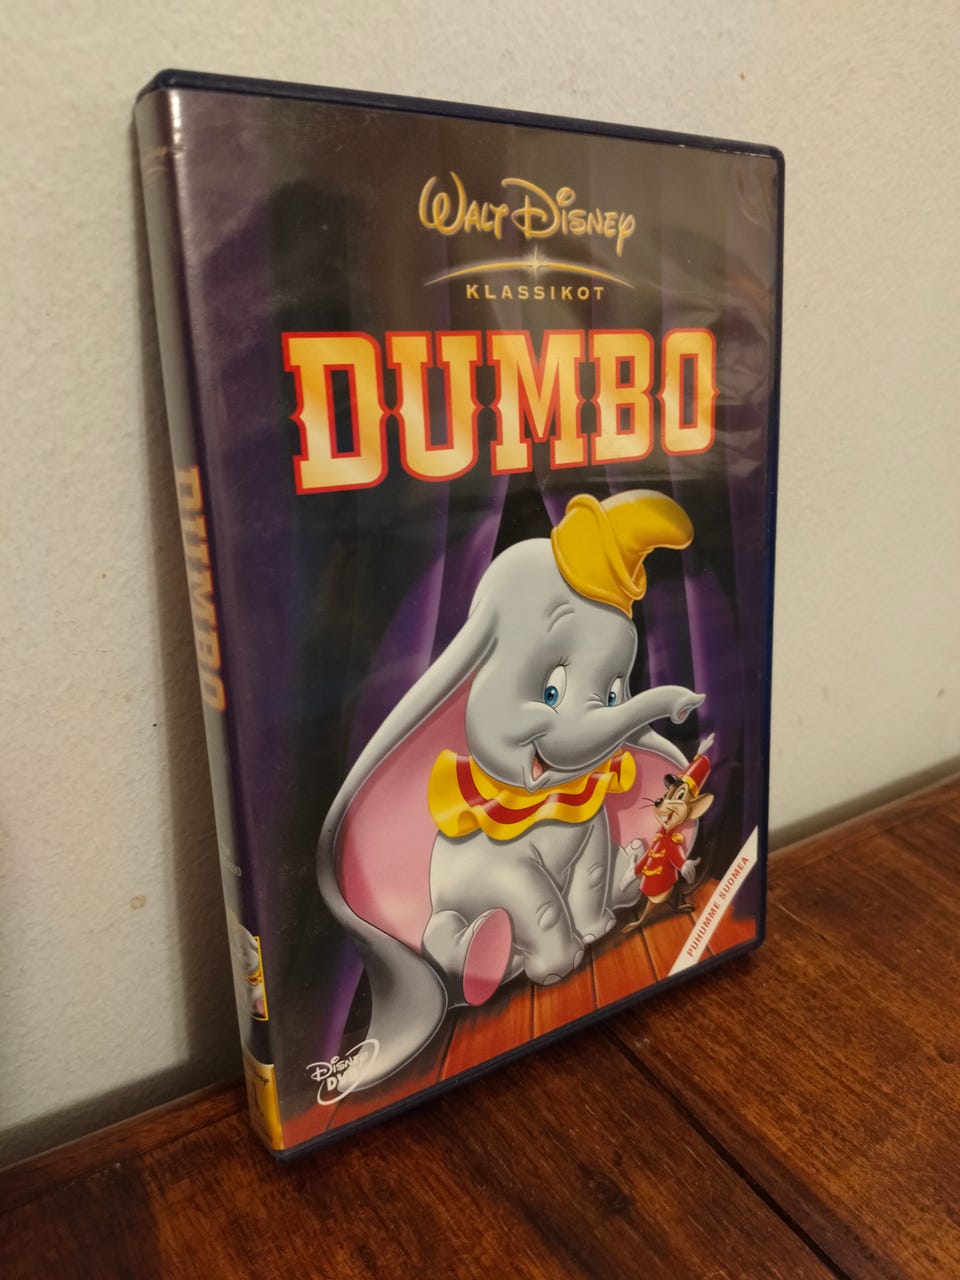 WALT DISNEY
KLASSIKOT
DUMBO
DUMBO
PUHUMME SUOMEA
DISNEY
DVD